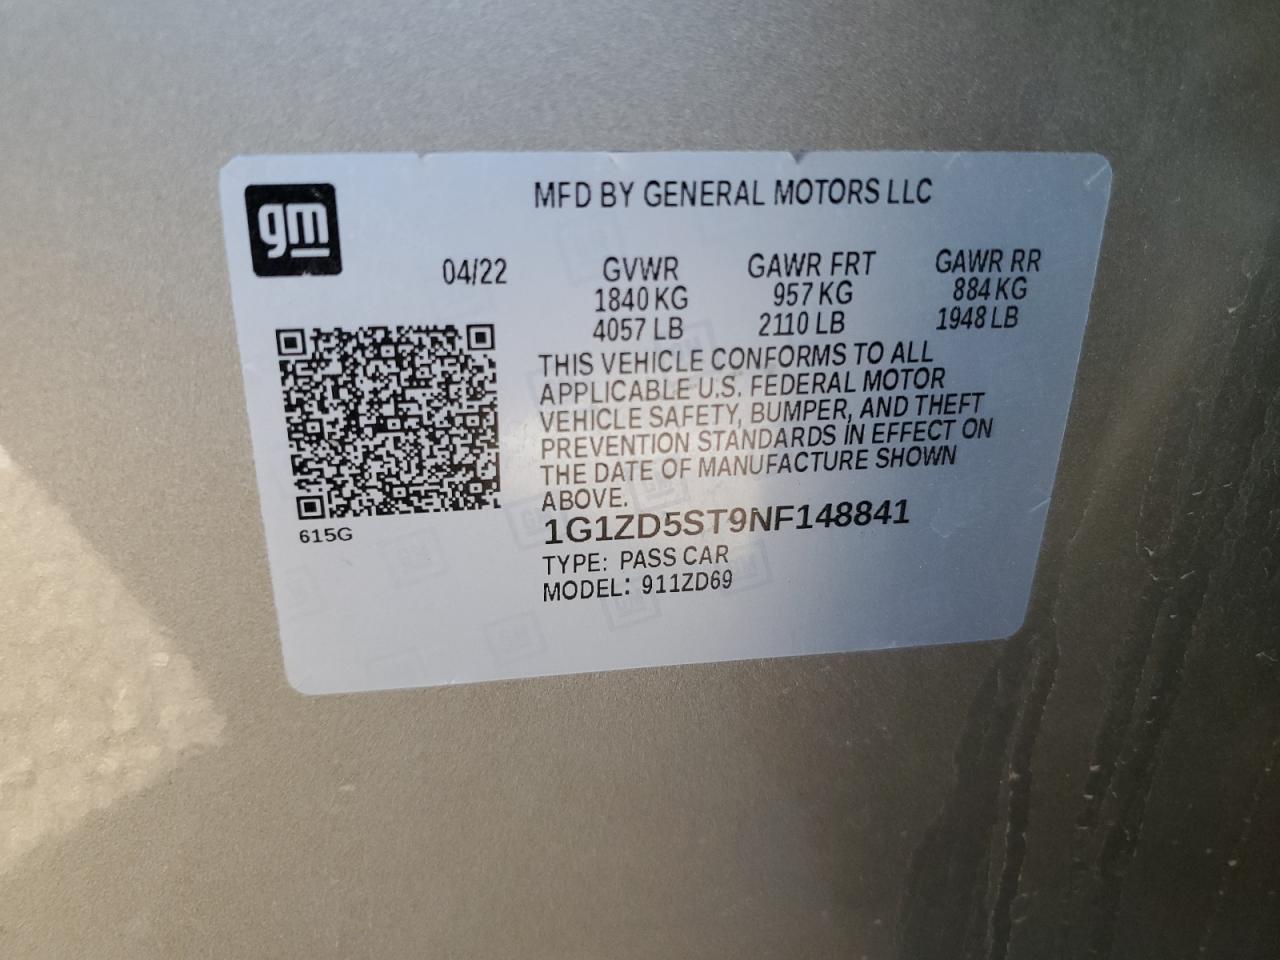 gm
MFD BY GENERAL MOTORS LLC
04/22
GVWR GAWR FRT GAWR RR
1840 KG 957 KG 884 KG
4057 LB 2110 LB 1948 LB
THIS VEHICLE CONFORMS TO ALL
APPLICABLE U.S. FEDERAL MOTOR
VEHICLE SAFETY, BUMPER, AND THEFT
PREVENTION STANDARDS IN EFFECT ON
THE DATE OF MANUFACTURE SHOWN
ABOVE.
1G1ZD5ST9NF148841
TYPE: PASS CAR
MODEL: 911ZD69
615G